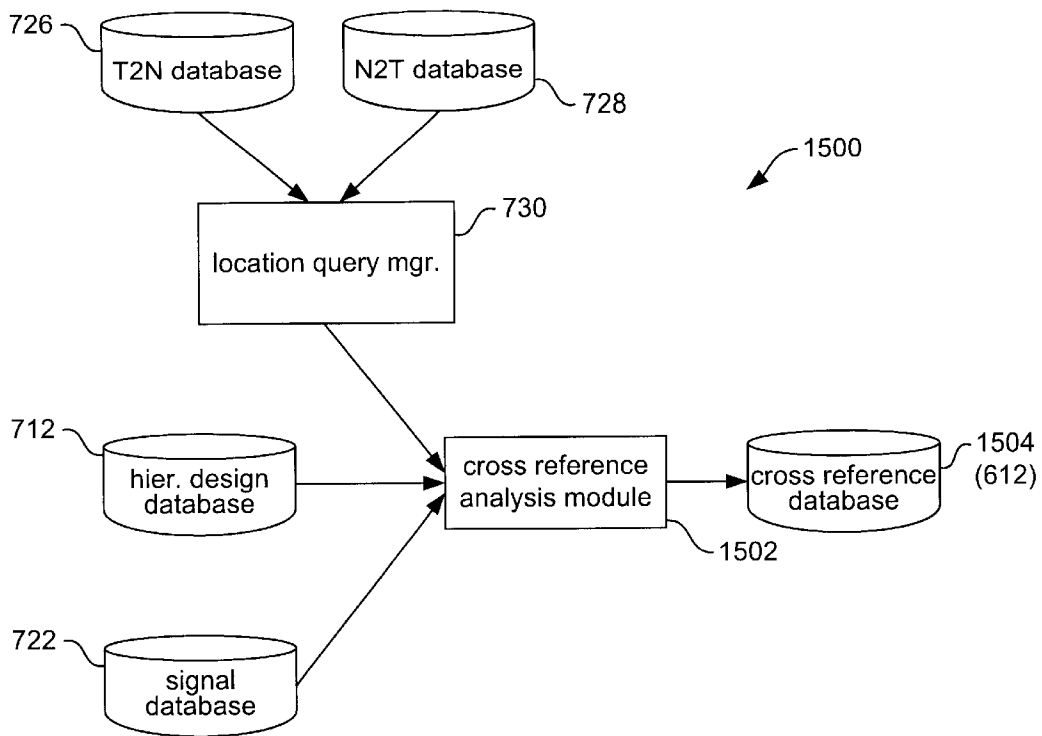 726
T2N database
N2T database
728
1500
730
location query mgr.
712
hier. design
database
cross reference
analysis module
1502
cross reference
database
1504
(612)
722
signal
database